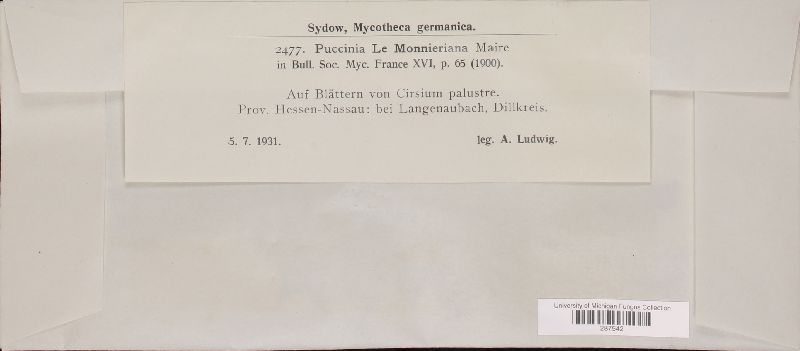 Sydow, Mycotheca germanica.
2477. Puccinia Le Monnieriana Maire
in Bull. Soc. Myc. France XVI, p. 65 (1900).
Auf Blättern von Cirsium palustre.
Prov. Hessen-Nassau: bei Langenaubach, Dillkreis.
5. 7. 1931. leg. A. Ludwig.
University of Michigan Fungus Collection
287542